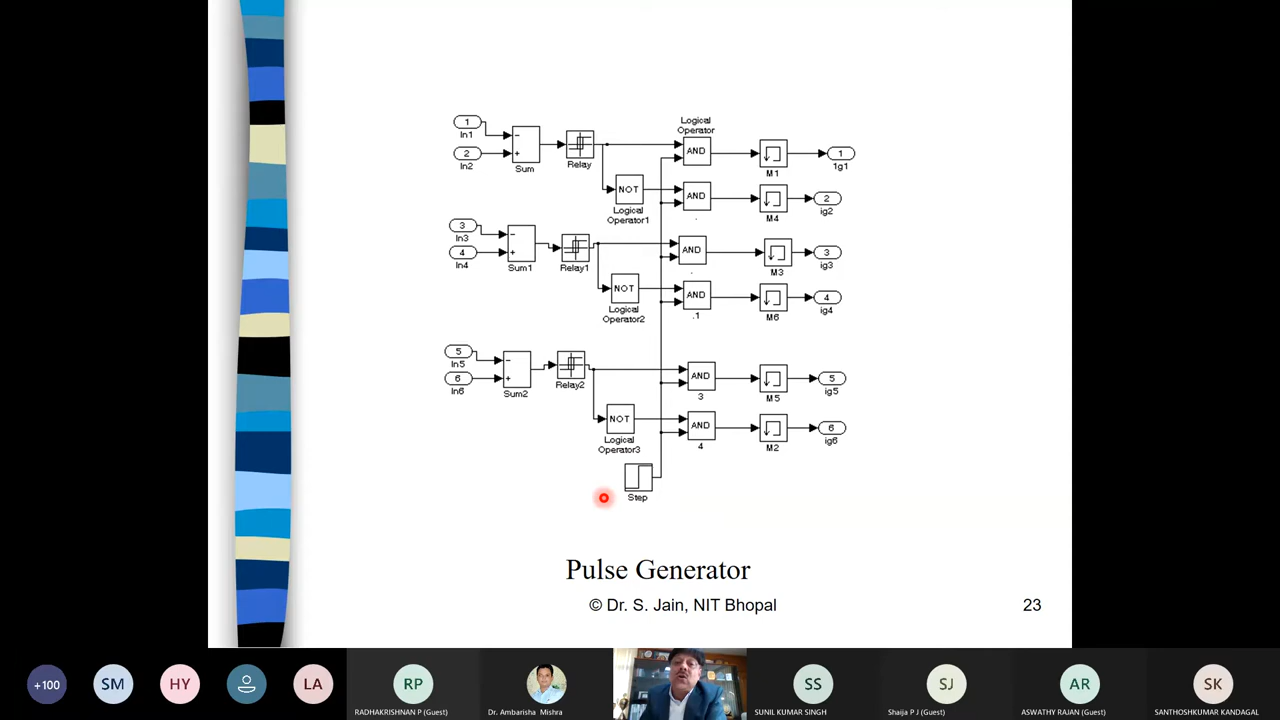 Logical
Operator
1
In1
2
In2
Sum
Relay
AND
M1
1
1g1
NOT
Logical
Operator1
AND
.
M4
2
ig2
3
In3
4
In4
Sum1
Relay1
AND
.
M3
3
ig3
NOT
Logical
Operator2
AND
.1
M6
4
ig4
5
In5
6
In6
Sum2
Relay2
AND
3
M5
5
ig5
NOT
Logical
Operator3
AND
4
M2
6
ig6
Step
Pulse Generator
© Dr. S. Jain, NIT Bhopal
23
+100
SM
HY
LA
RP
RADHAKRISHNAN P (Guest)
Dr. Ambarisha Mishra
SS
SUNIL KUMAR SINGH
SJ
Shaija P J (Guest)
AR
ASWATHY RAJAN (Guest)
SK
SANTHOSHKUMAR KANDAGAL